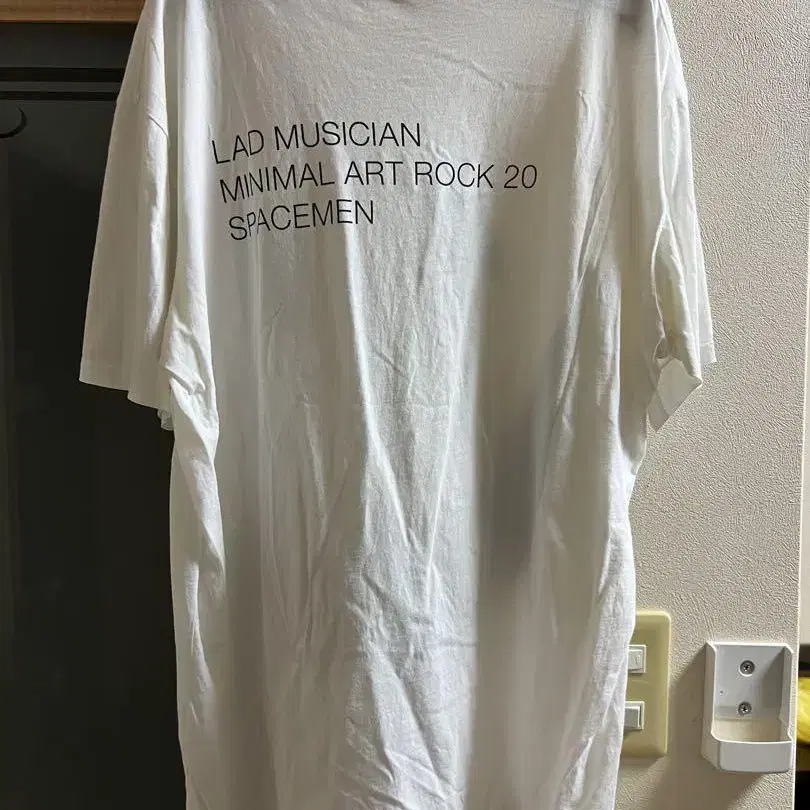 LAD MUSICIAN
MINIMAL ART ROCK 20
SPACEMEN